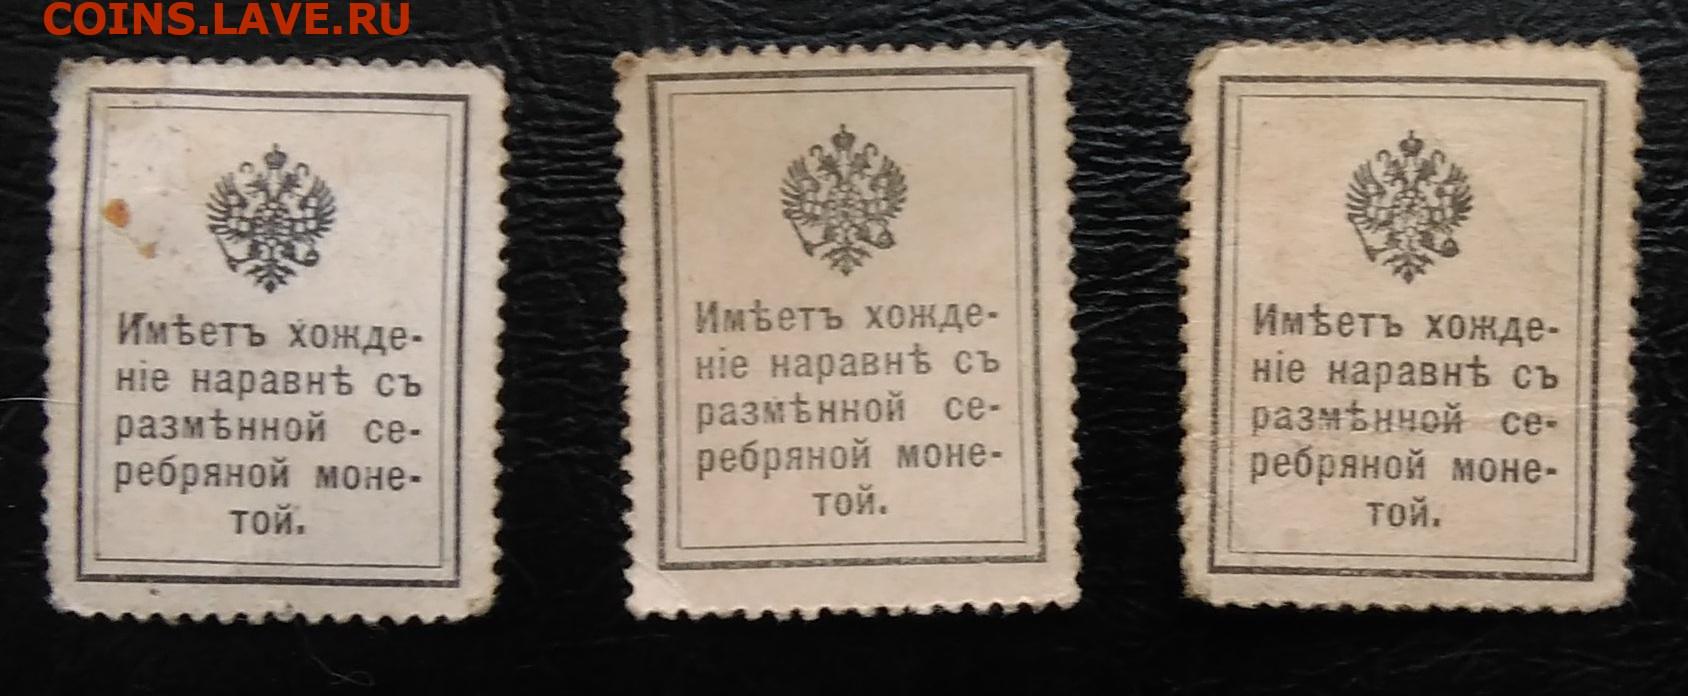 COINS.LAVE.RU
Имѣетъ хожде-
ніе наравнѣ съ
размѣнной се-
ребряной моне-
той.
Имѣетъ хожде-
ніе наравнѣ съ
размѣнной се-
ребряной моне-
той.
Имѣетъ хожде-
ніе наравнѣ съ
размѣнной се-
ребряной моне-
той.